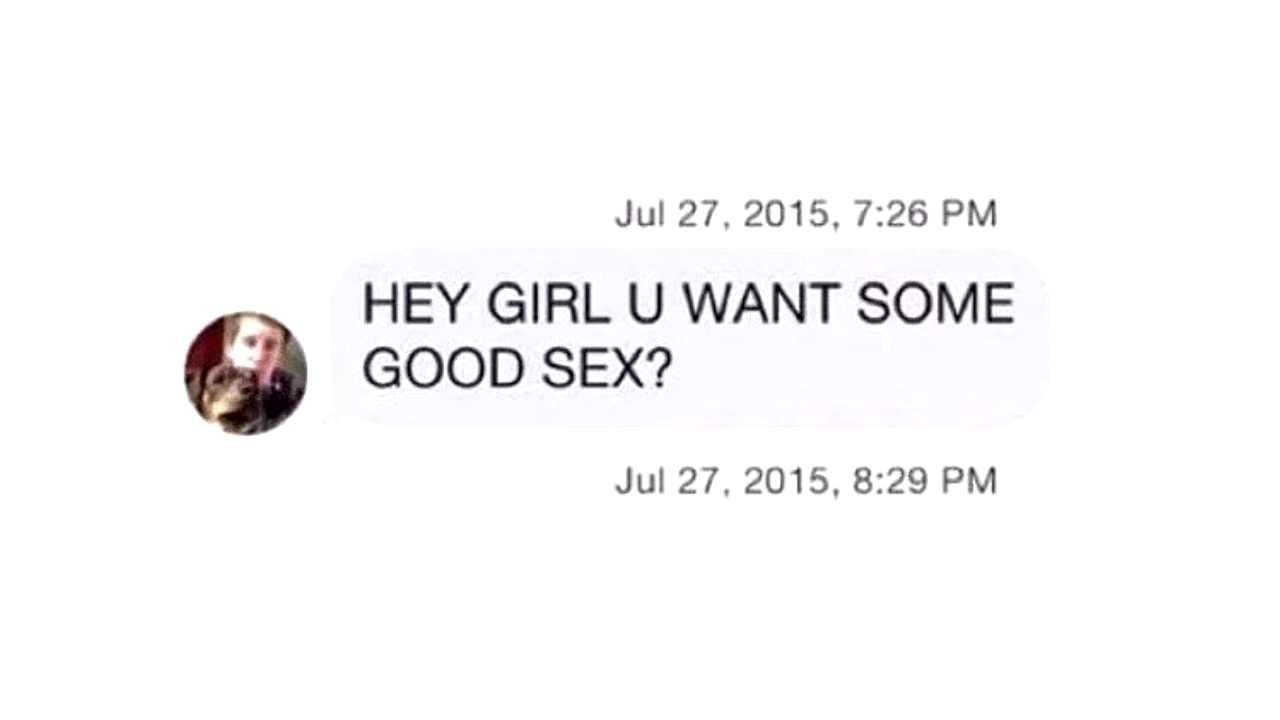 Jul 27, 2015, 7:26 PM
HEY GIRL U WANT SOME
GOOD SEX?
Jul 27, 2015, 8:29 PM